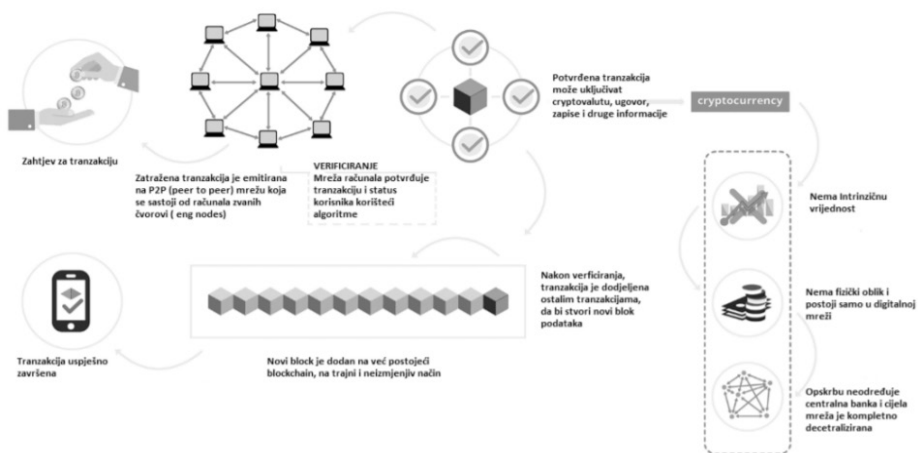 Zahtjev za tranzakciju
Zatražena tranzakcija je emitirana
na P2P (peer to peer) mrežu koja
se sastoji od računala zvanih
čvorovi ( eng nodes)
VERIFICIRANJE
Mreža računala potvrđuje
tranzakciju i status
korisnika koristeći
algoritme
Potvrđena tranzakcija
može uključivat
cryptovalutu, ugovor,
zapise i druge informacije
cryptocurrency
Nema Intrinzičnu
vrijednost
Nema fizički oblik i
postoji samo u digitalnoj
mreži
Opskrbu neodređuje
centralna banka i cijela
mreža je kompletno
decetralizirana
Nakon verficiranja,
tranzakcija je dodjeljena
ostalim tranzakcijama,
da bi stvori novi blok
podataka
Novi block je dodan na već postojeći
blockchain, na trajni i neizmjenjiv način
Tranzakcija uspješno
završena